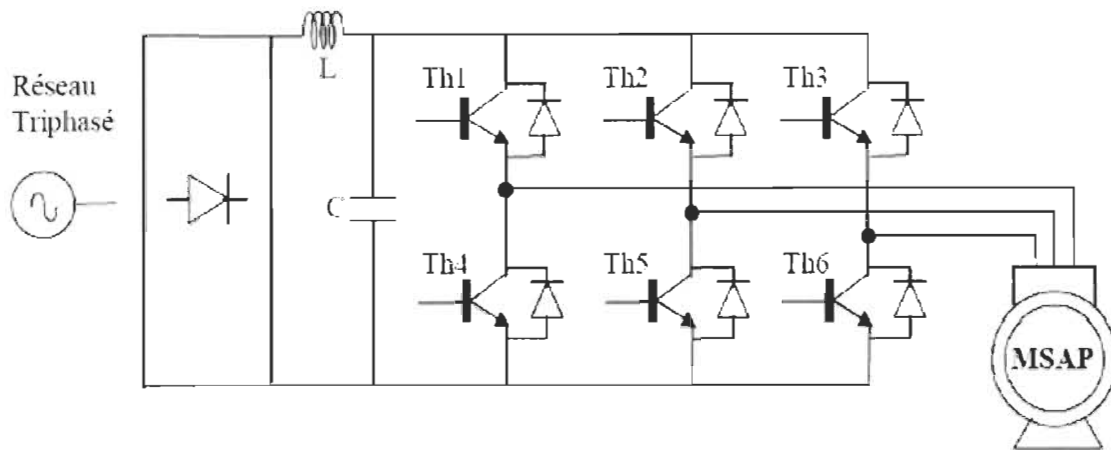 Réseau
Triphasé
L
C
Th1
Th2
Th3
Th4
Th5
Th6
MSAP